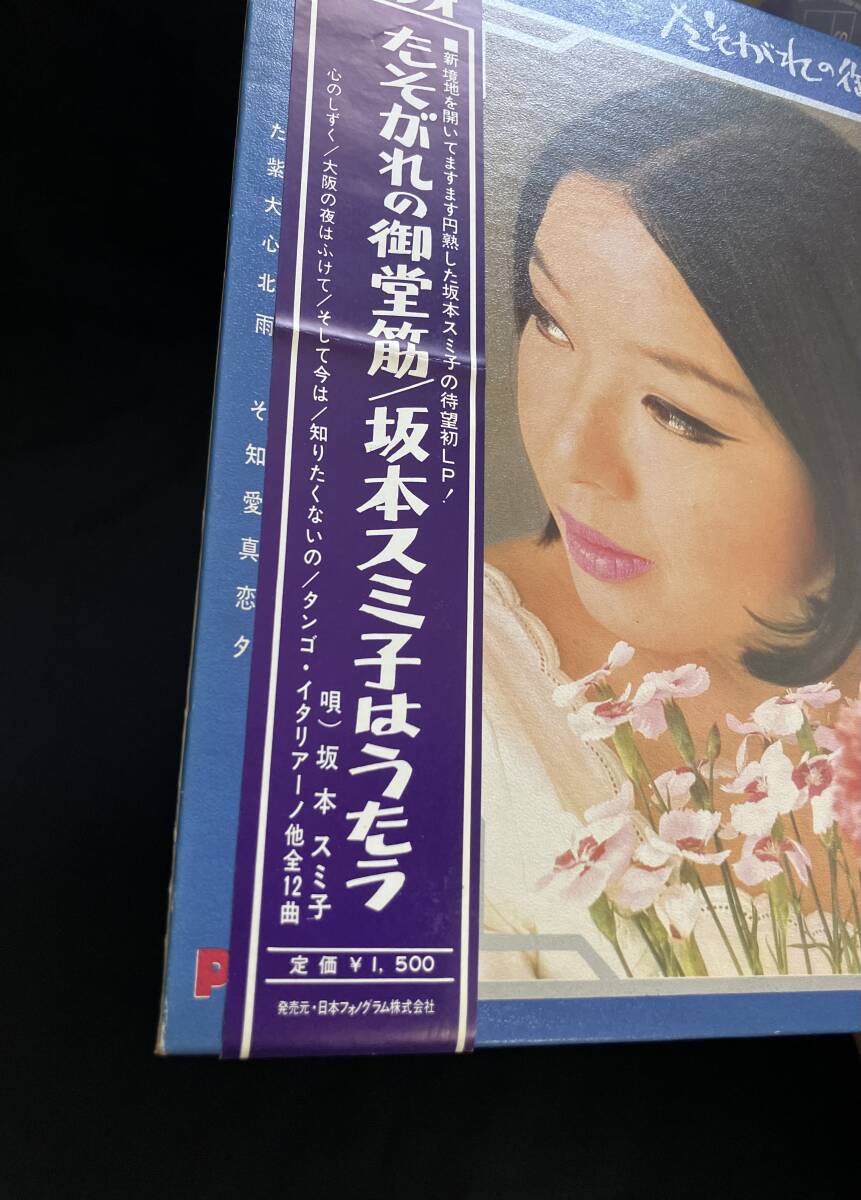 たそがれの
■新境地を開いてますます円熟した坂本スミ子の待望初LP！
たそがれの御堂筋/坂本スミ子はうたう
唄）坂本スミ子
心のしずく/大阪の夜はふけて/そして今は/知りたくないの/タンゴ・イタリアーノ他全12曲
定価¥1,500
発売元・日本フォノグラム株式会社
た
紫
大
心
北
雨
そ
知
愛
真
恋
夕
P